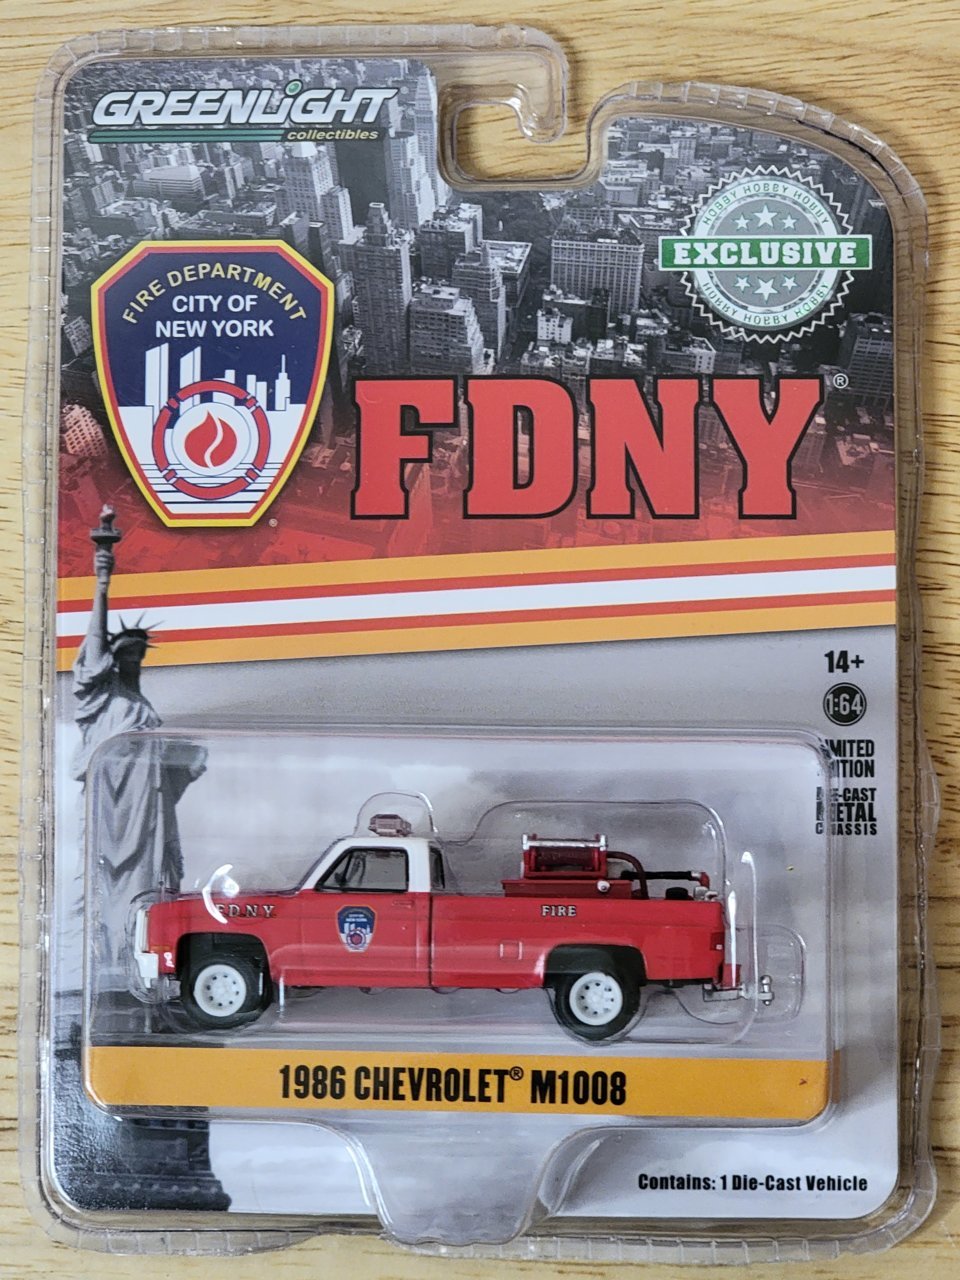 GREENLIGHT
collectibles
HOBBY HOBBY HOBBY
EXCLUSIVE
HOBBY HOBBY HOBBY
FIRE DEPARTMENT
CITY OF
NEW YORK
®
FDNY®
14+
1:64
LIMITED
EDITION
DIE-CAST
METAL
CHASSIS
F.D.N.Y.
FIRE
1986 CHEVROLET® M1008
Contains: 1 Die-Cast Vehicle